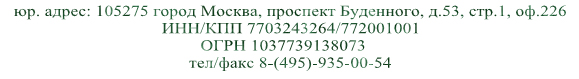 юр. адрес: 105275 город Москва, проспект Буденного, д.53, стр.1, оф.226
ИНН/КПП 7703243264/772001001
ОГРН 1037739138073
тел/факс 8-(495)-935-00-54